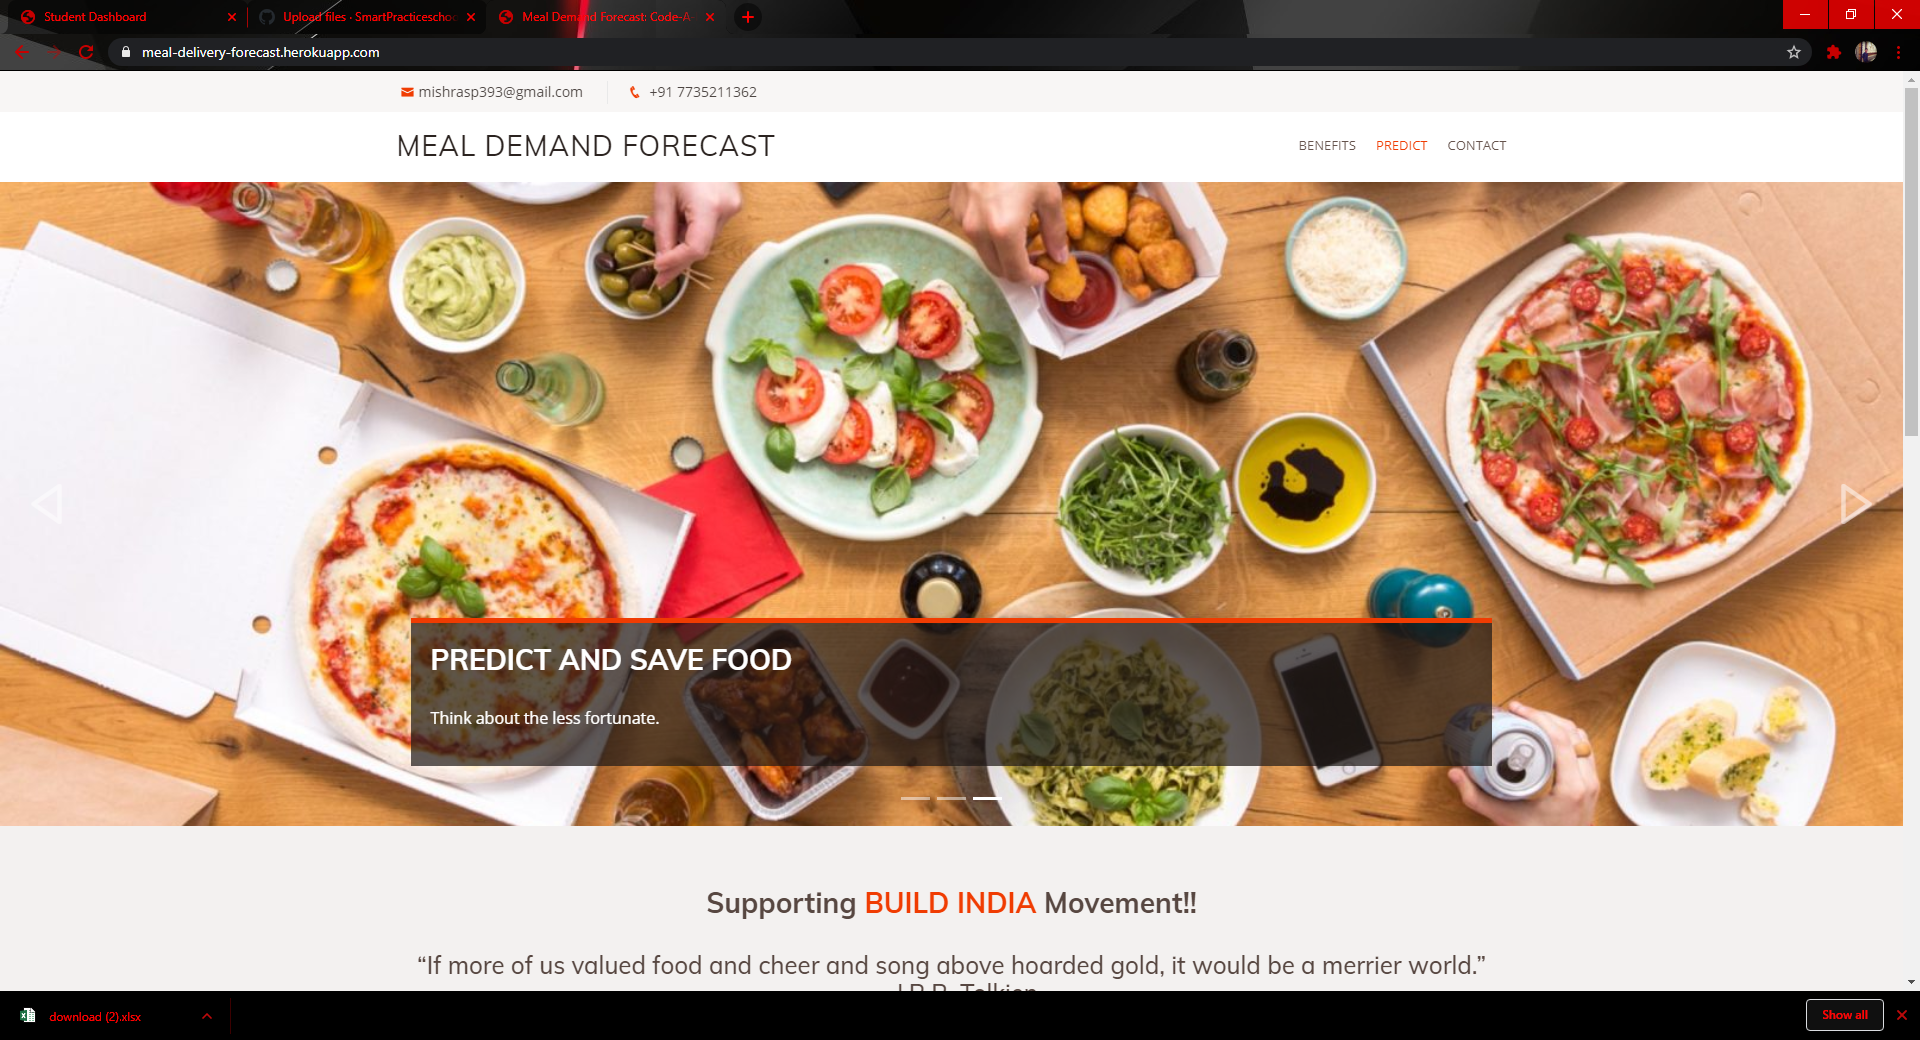 Student Dashboard
Upload files · SmartPracticeschoo
Meal Demand Forecast: Code-A
meal-delivery-forecast.herokuapp.com
mishrasp393@gmail.com
+91 7735211362
MEAL DEMAND FORECAST
BENEFITS
PREDICT
CONTACT
PREDICT AND SAVE FOOD
Think about the less fortunate.
Supporting BUILD INDIA Movement!!
“If more of us valued food and cheer and song above hoarded gold, it would be a merrier world.”
J.R.R. Tolkien
download (2).xlsx
Show all